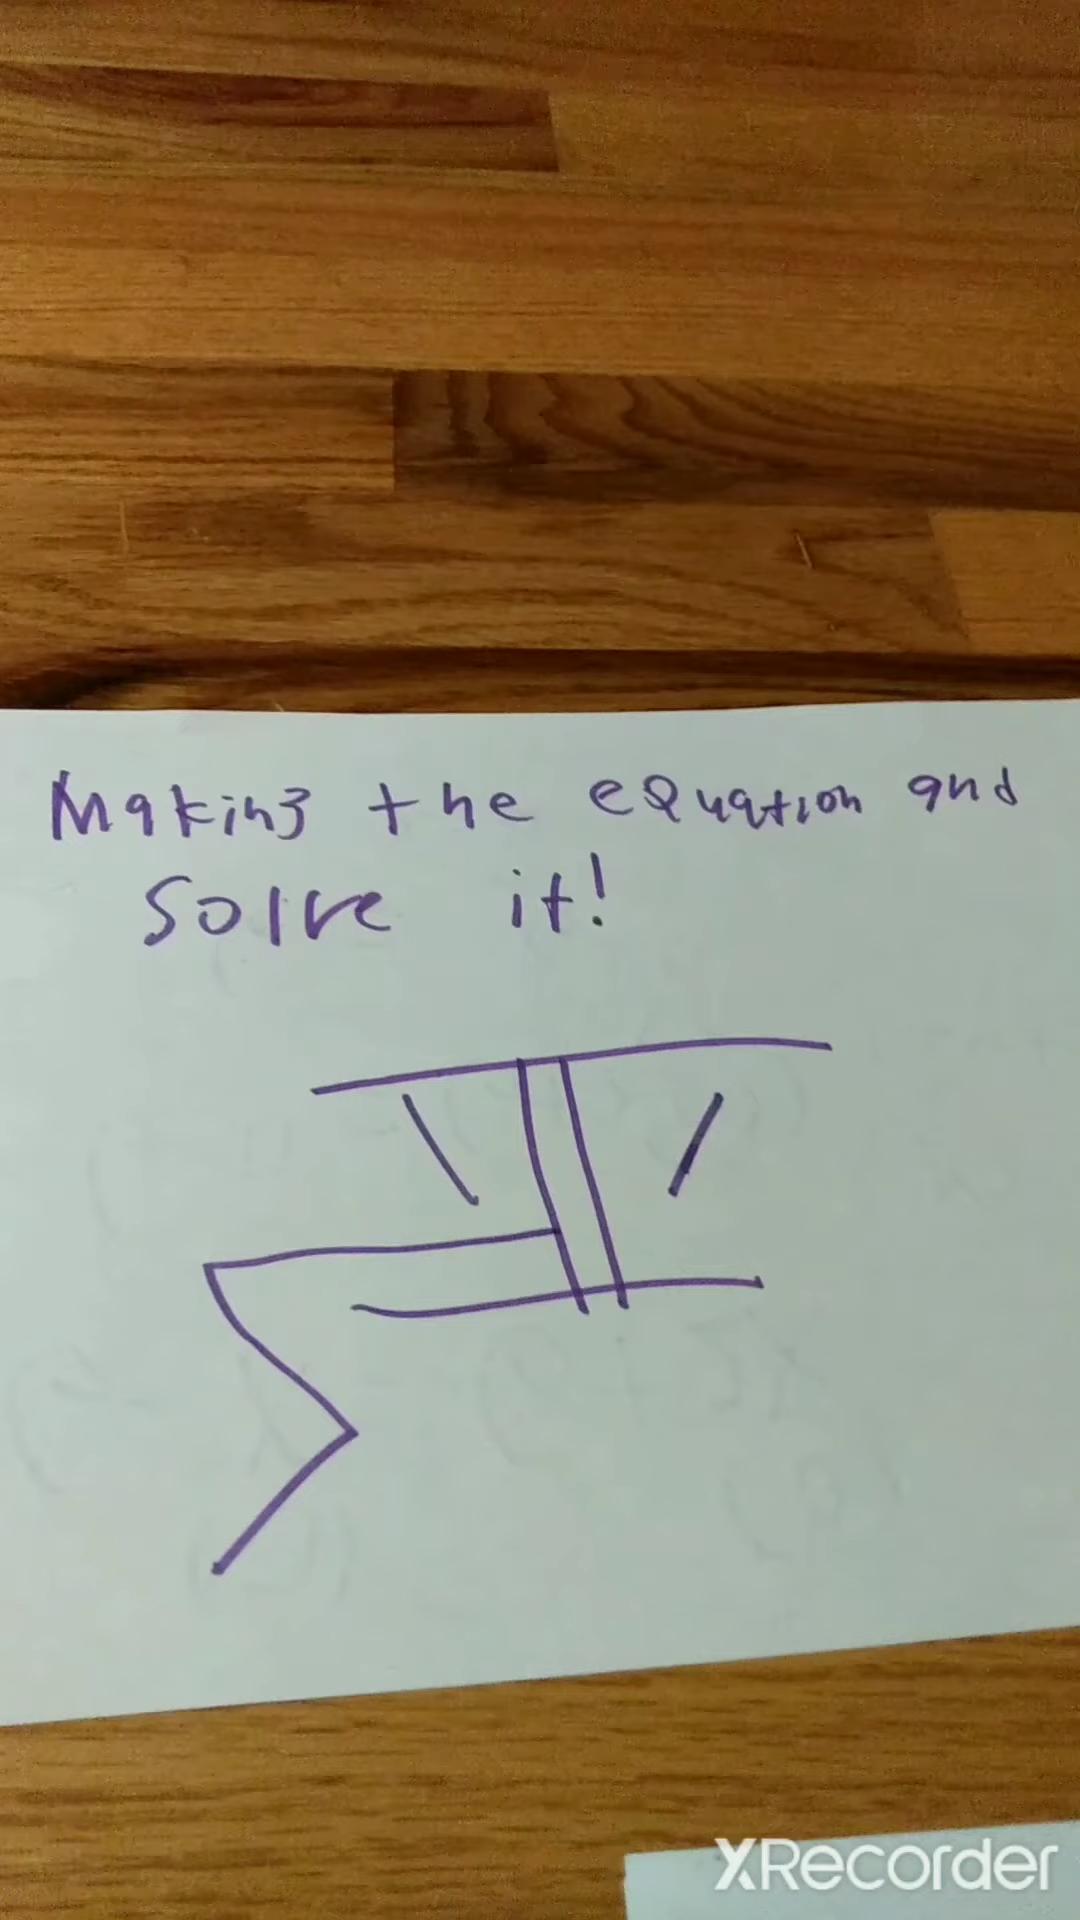 Making the equation and
solve it!
XRecorder